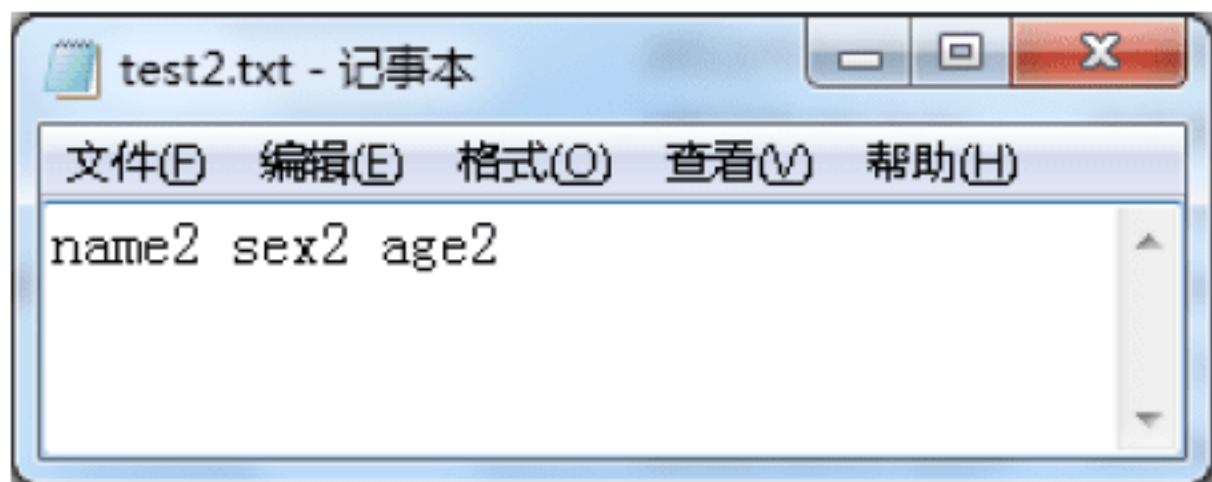 test2.txt - 记事本
文件(F) 编辑(E) 格式(O) 查看(V) 帮助(H)
name2 sex2 age2